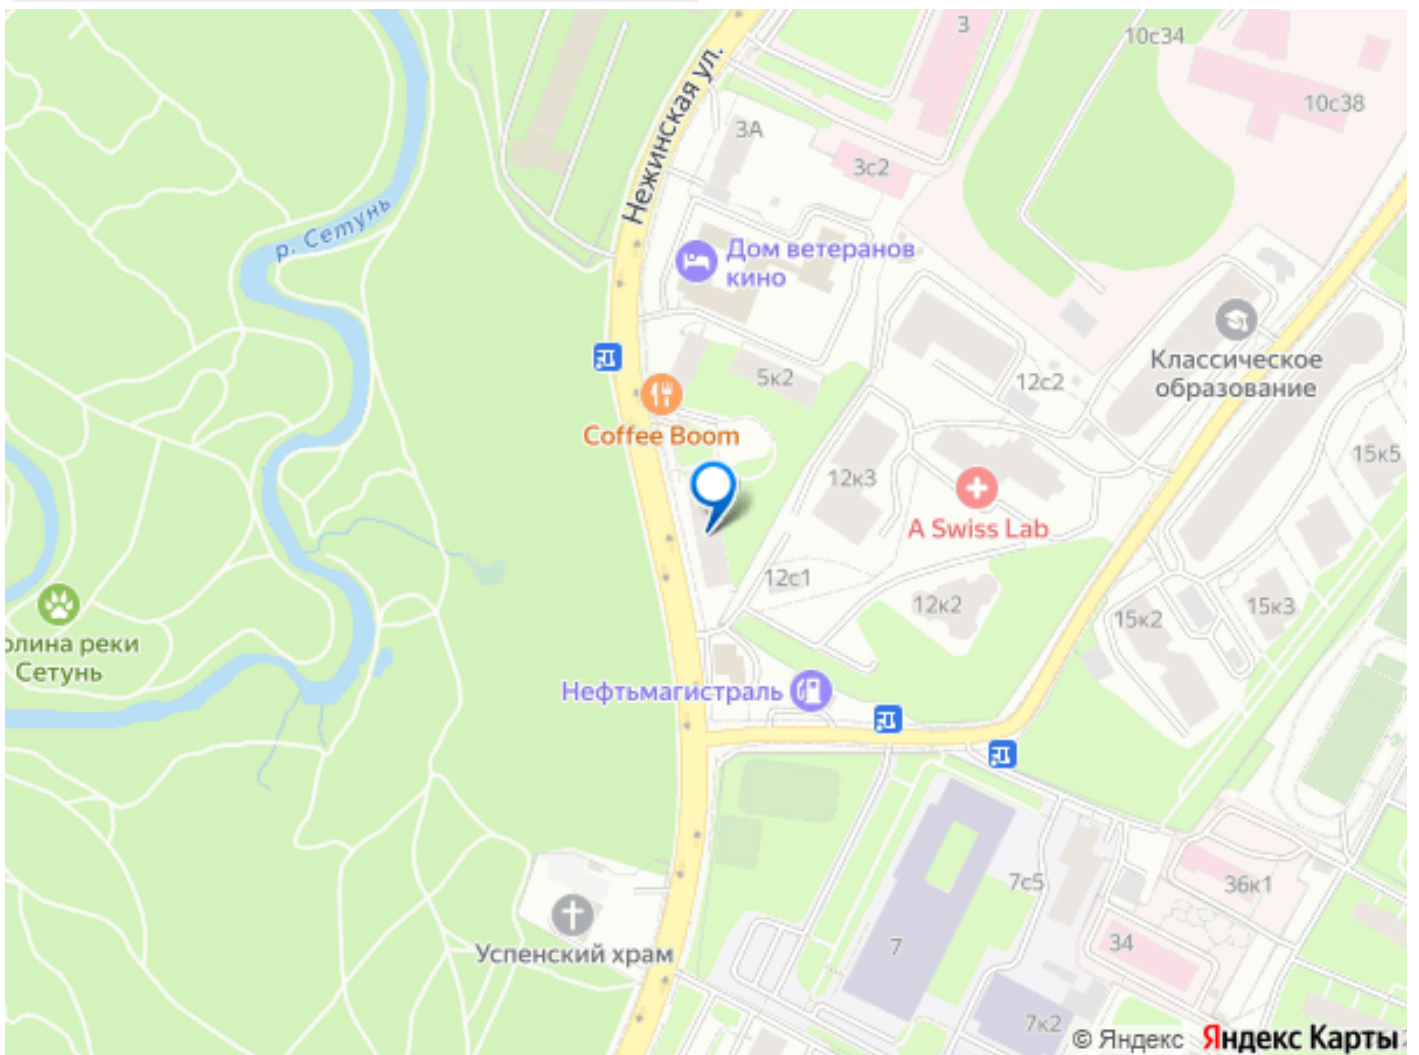 3
10с34
10с38
Нежинская ул.
3А
3с2
р. Сетунь
Дом ветеранов
кино
5к2
12с2
Классическое
образование
Coffee Boom
12к3
15к5
A Swiss Lab
12с1
12к2
15к2
15к3
олина реки
Сетунь
Нефтьмагистраль
7с5
36к1
7
34
Успенский храм
7к2
© Яндекс Яндекс Карты